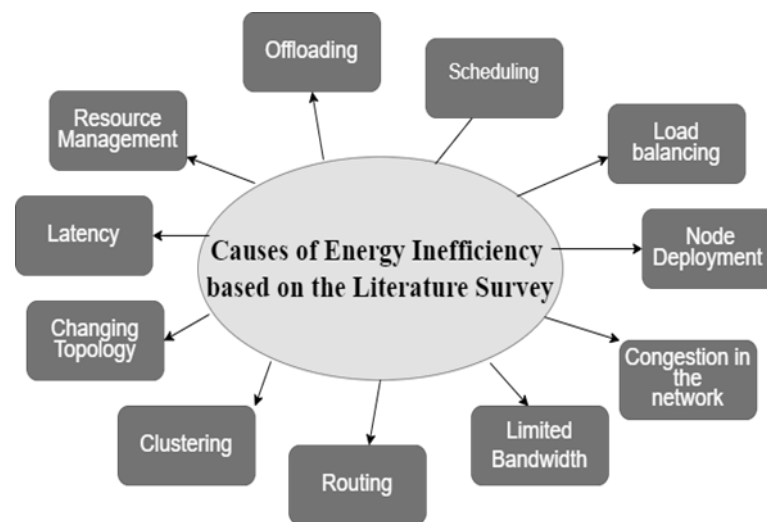 Offloading
Scheduling
Resource
Management
Load
balancing
Latency
Causes of Energy Inefficiency
based on the Literature Survey
Node
Deployment
Changing
Topology
Congestion in
the
network
Clustering
Routing
Limited
Bandwidth